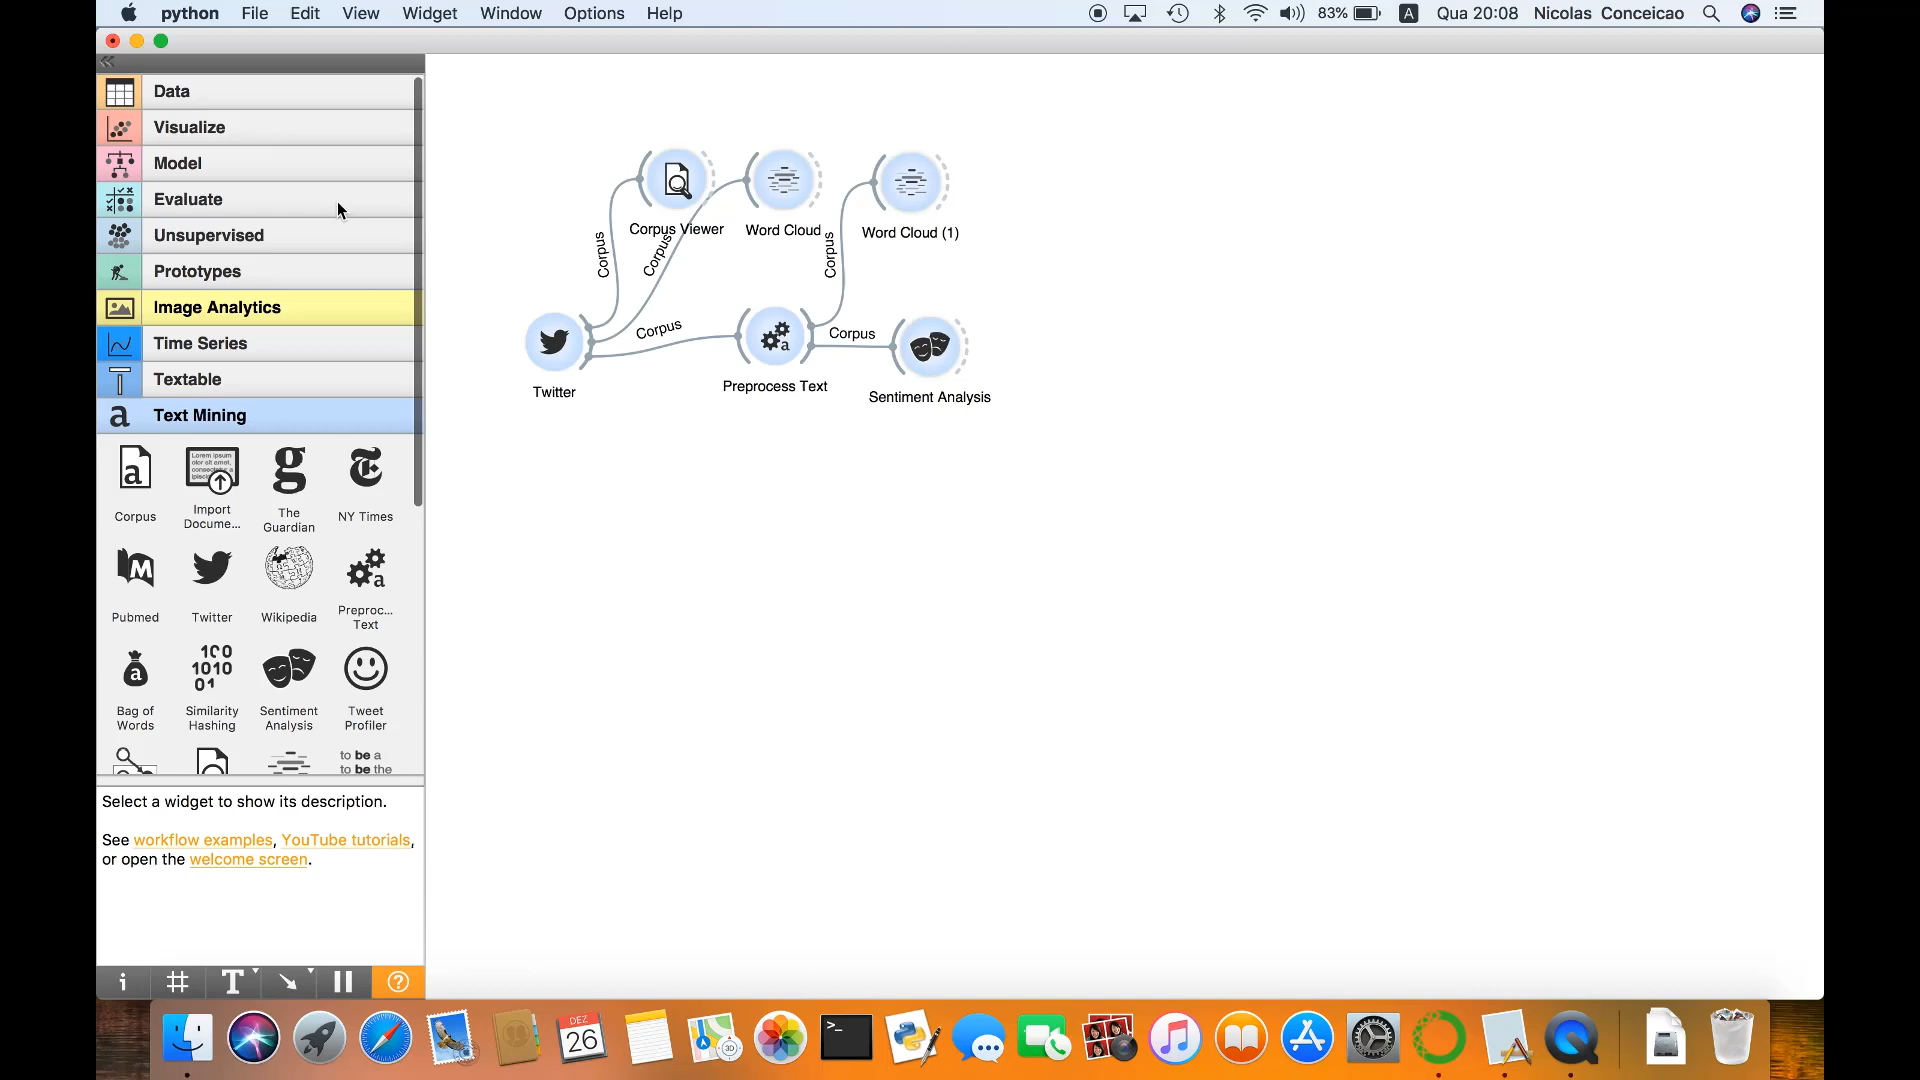 python File Edit View Widget Window Options Help 83% A Qua 20:08 Nicolas Conceicao
Data
Visualize
Model
Evaluate
Unsupervised
Prototypes
Image Analytics
Time Series
Textable
a Text Mining
Corpus
Import Docume...
The Guardian
NY Times
Pubmed
Twitter
Wikipedia
Preproc... Text
Bag of Words
Similarity Hashing
Sentiment Analysis
Tweet Profiler
to be a
to be the
Select a widget to show its description.
See workflow examples, YouTube tutorials,
or open the welcome screen.
Corpus Viewer
Word Cloud
Word Cloud (1)
Corpus
Corpus
Corpus
Corpus
Corpus
Twitter
Preprocess Text
Sentiment Analysis
DEZ
26
3D